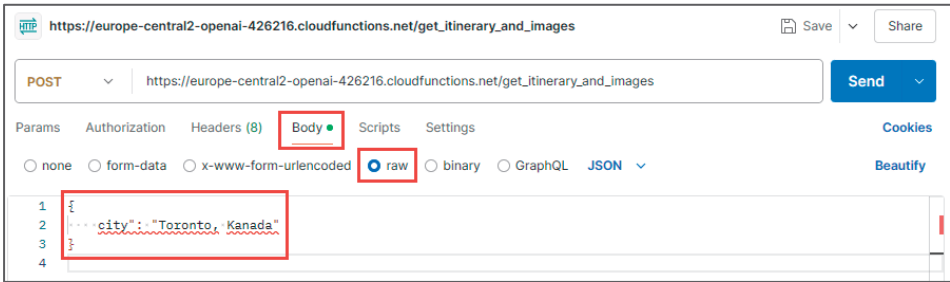 HTTP https://europe-central2-openai-426216.cloudfunctions.net/get_itinerary_and_images Save Share
POST https://europe-central2-openai-426216.cloudfunctions.net/get_itinerary_and_images Send
Params Authorization Headers (8) Body Scripts Settings Cookies
none form-data x-www-form-urlencoded raw binary GraphQL JSON Beautify
1 {
2 ····city":·"Toronto,·Kanada"
3 }
4